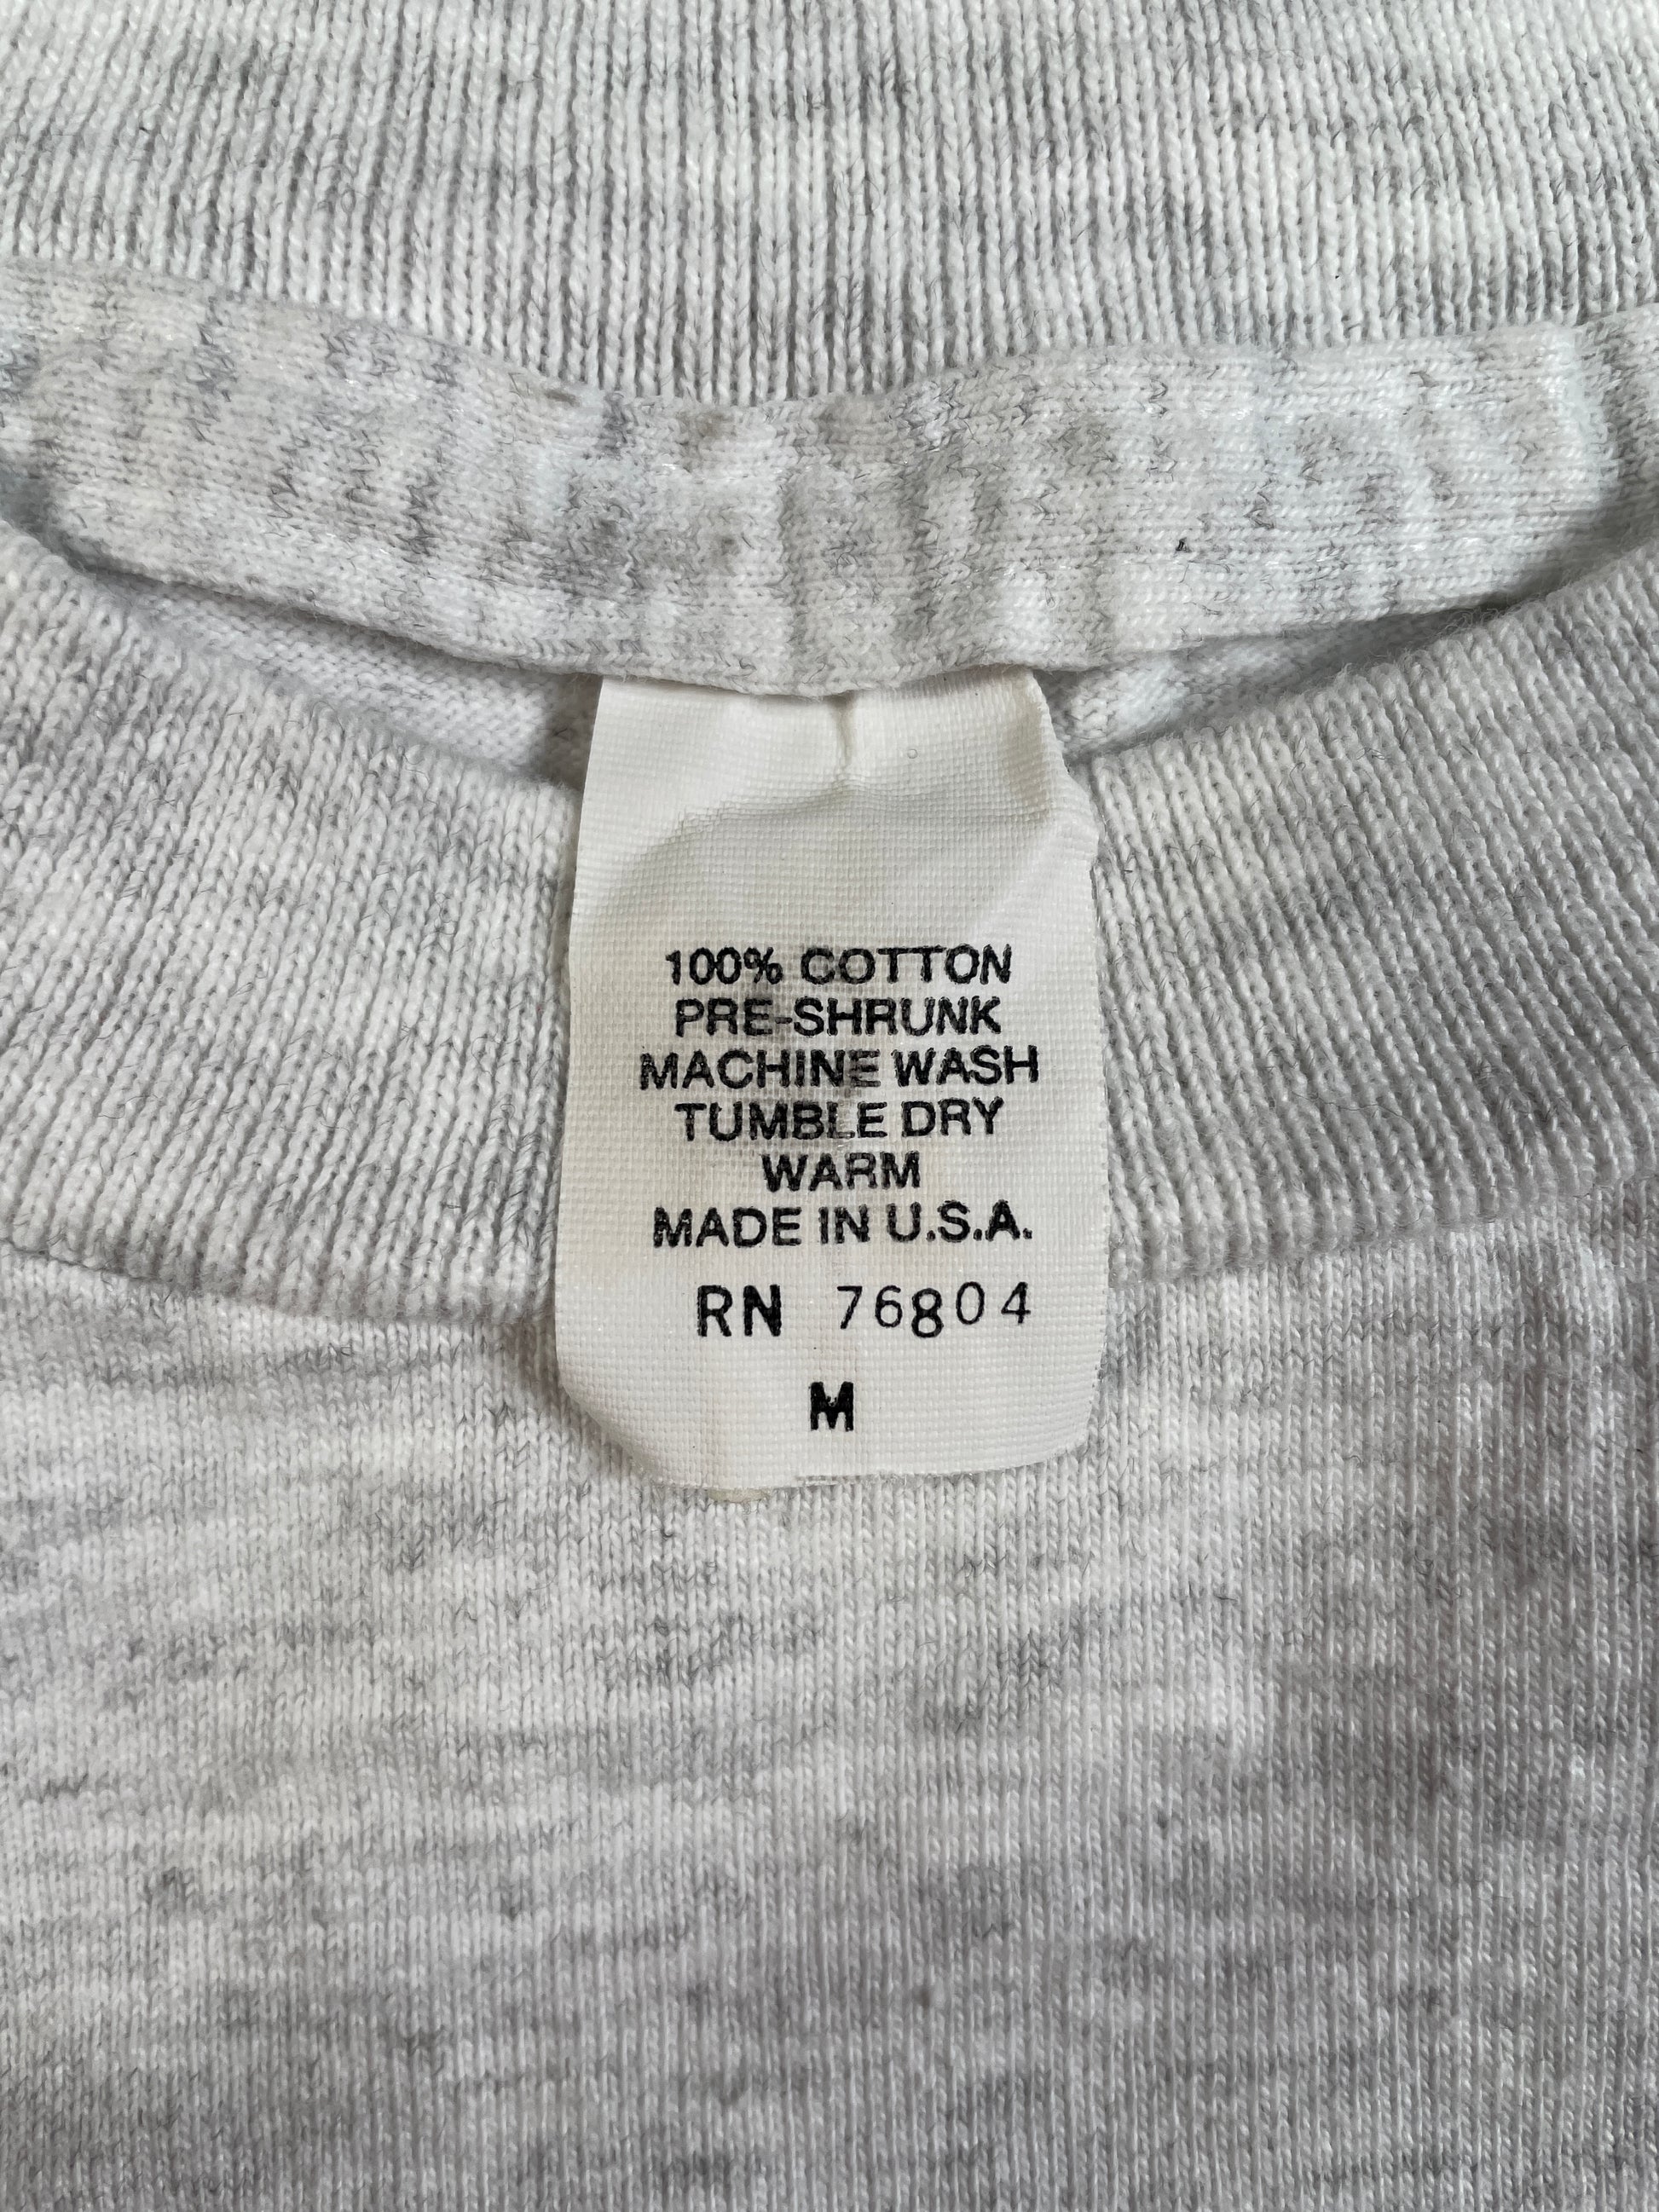 100% COTTON
PRE-SHRUNK
MACHINE WASH
TUMBLE DRY
WARM
MADE IN U.S.A.
RN 76804
M